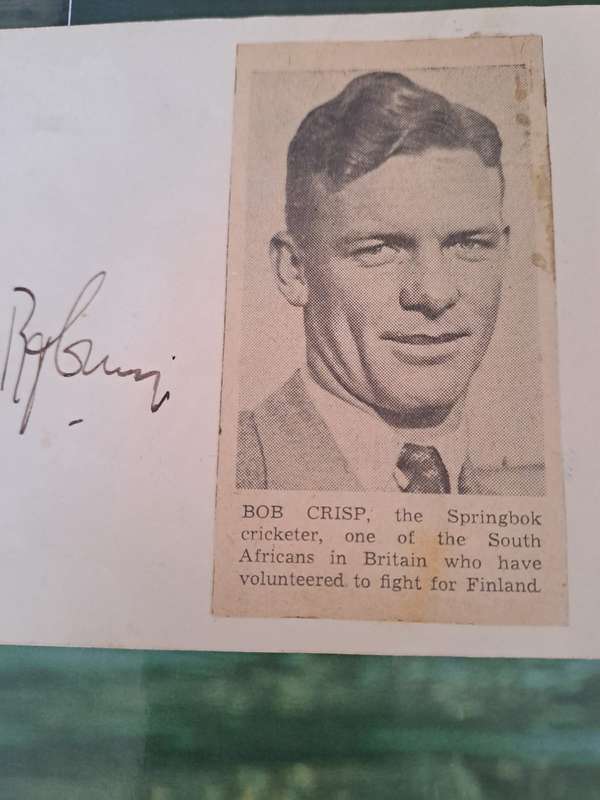 BOB CRISP, the Springbok
cricketer, one of the South
Africans in Britain who have
volunteered to fight for Finland.